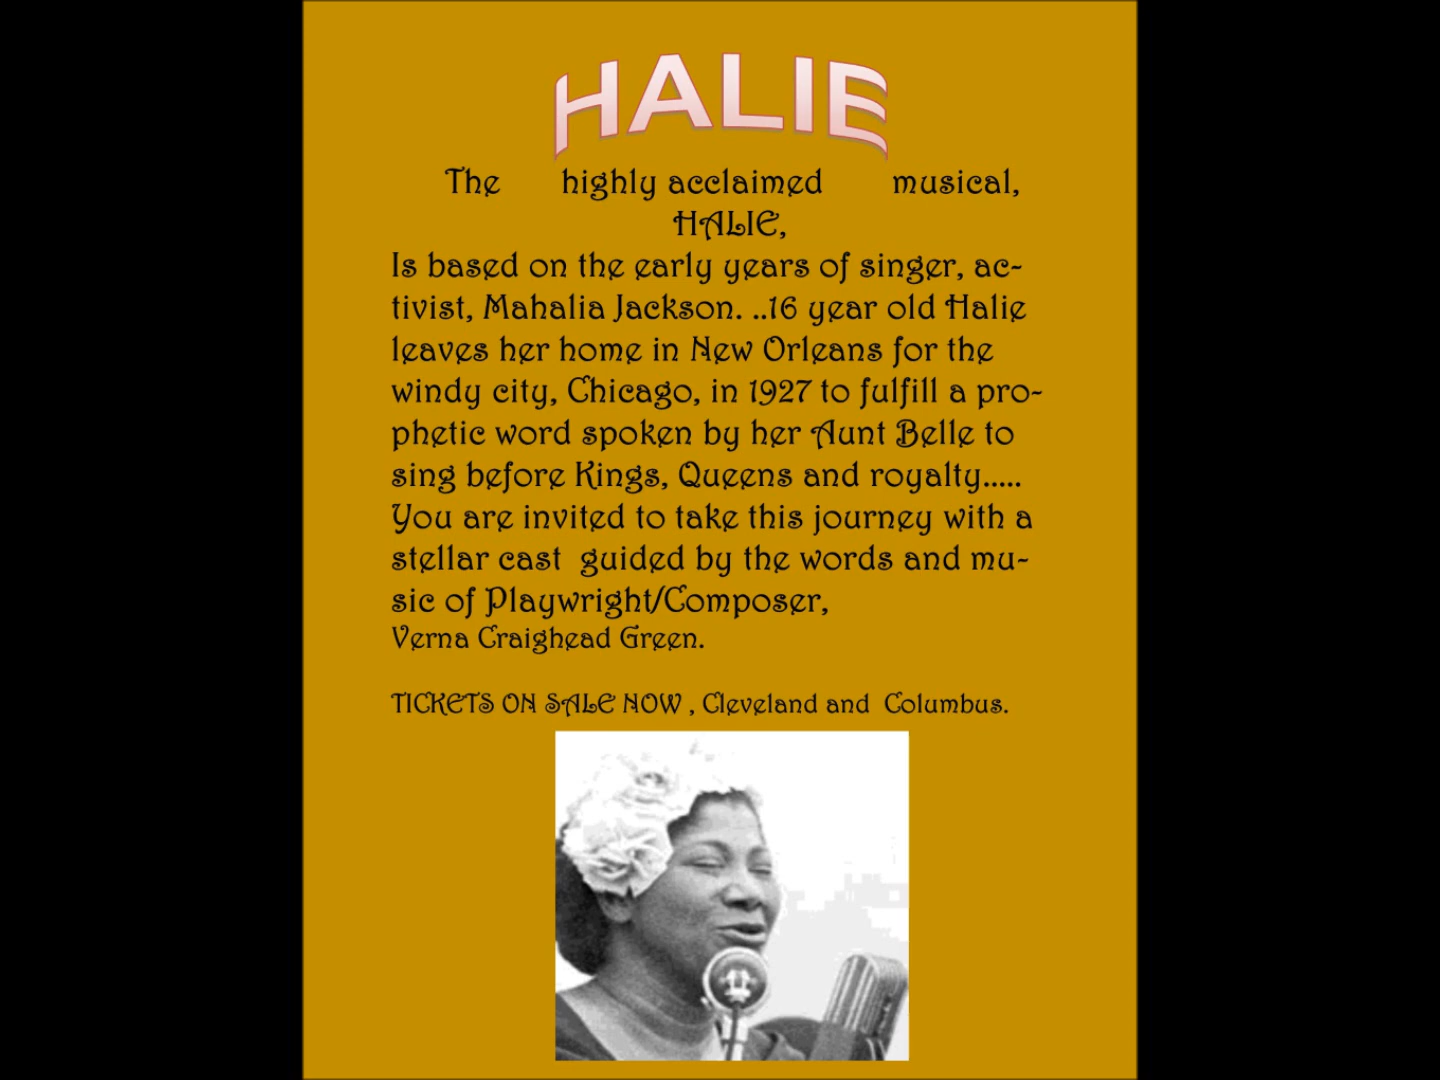 HALIE
The highly acclaimed musical,
HALIE,
Is based on the early years of singer, ac-
tivist, Mahalia Jackson. ..16 year old Halie
leaves her home in New Orleans for the
windy city, Chicago, in 1927 to fulfill a pro-
phetic word spoken by her Aunt Belle to
sing before Kings, Queens and royalty.....
You are invited to take this journey with a
stellar cast guided by the words and mu-
sic of Playwright/Composer,
Verna Craighead Green.
TICKETS ON SALE NOW , Cleveland and Columbus.